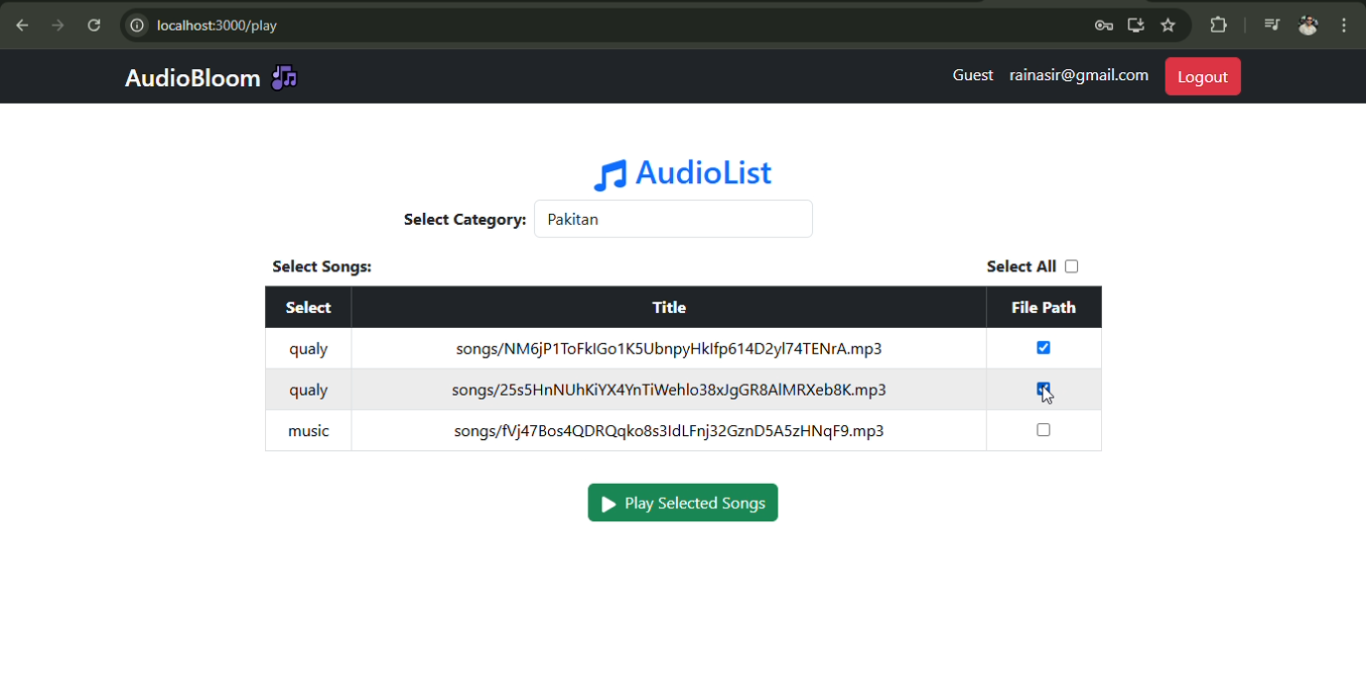 localhost:3000/play
AudioBloom
Guest rainasir@gmail.com Logout
AudioList
Select Category: Pakitan
Select Songs: Select All
Select Title File Path
qualy songs/NM6jP1ToFkIGo1K5UbnpyHkIfp614D2yl74TENrA.mp3
qualy songs/25s5HnNUhKiYX4YnTiWehlo38xJgGR8AlMRXeb8K.mp3
music songs/fVj47Bos4QDRQqko8s3IdLFnj32GznD5A5zHNqF9.mp3
Play Selected Songs